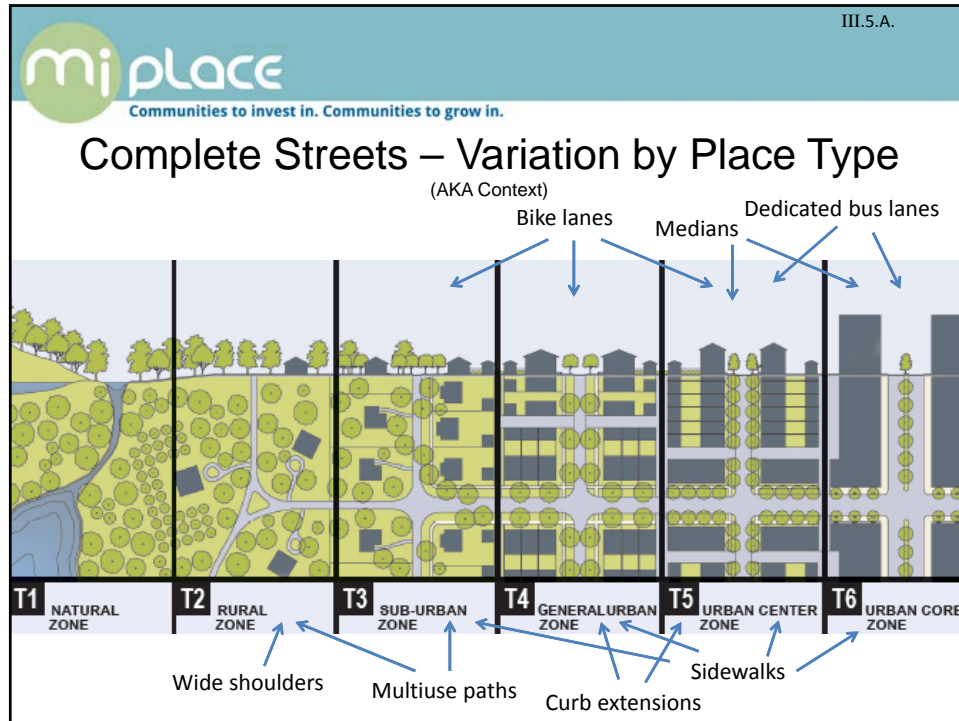 III.5.A.
mi place
Communities to invest in. Communities to grow in.
Complete Streets – Variation by Place Type
(AKA Context)
Bike lanes
Medians
Dedicated bus lanes
T1 NATURAL
ZONE
T2 RURAL
ZONE
T3 SUB-URBAN
ZONE
T4 GENERAL URBAN
ZONE
T5 URBAN CENTER
ZONE
T6 URBAN CORE
ZONE
Wide shoulders
Multiuse paths
Curb extensions
Sidewalks